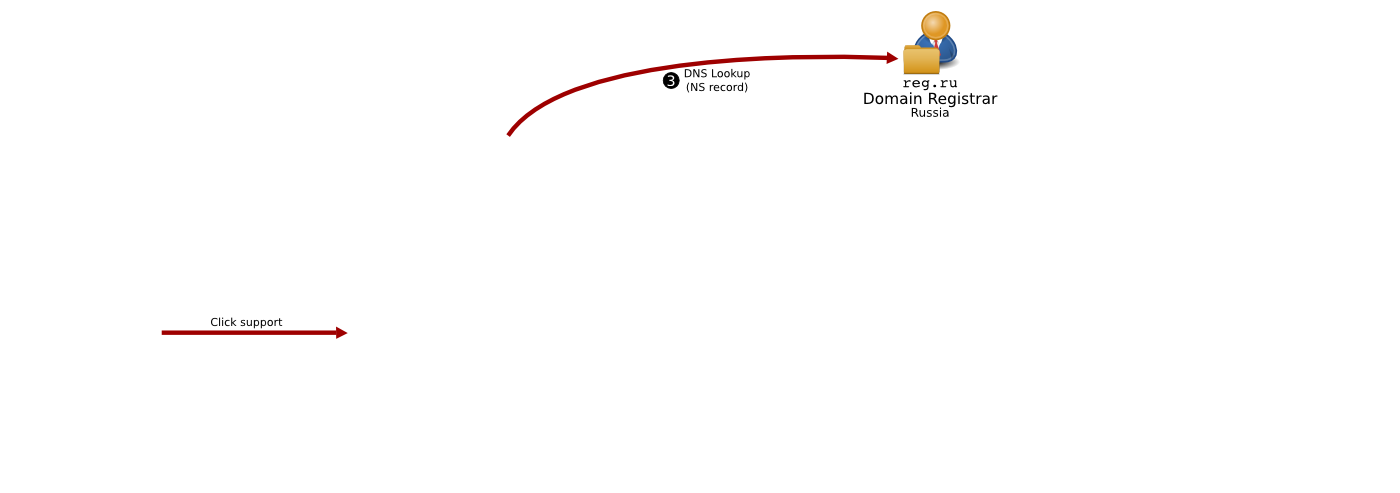 ❸ DNS Lookup
(NS record)
reg.ru
Domain Registrar
Russia
Click support